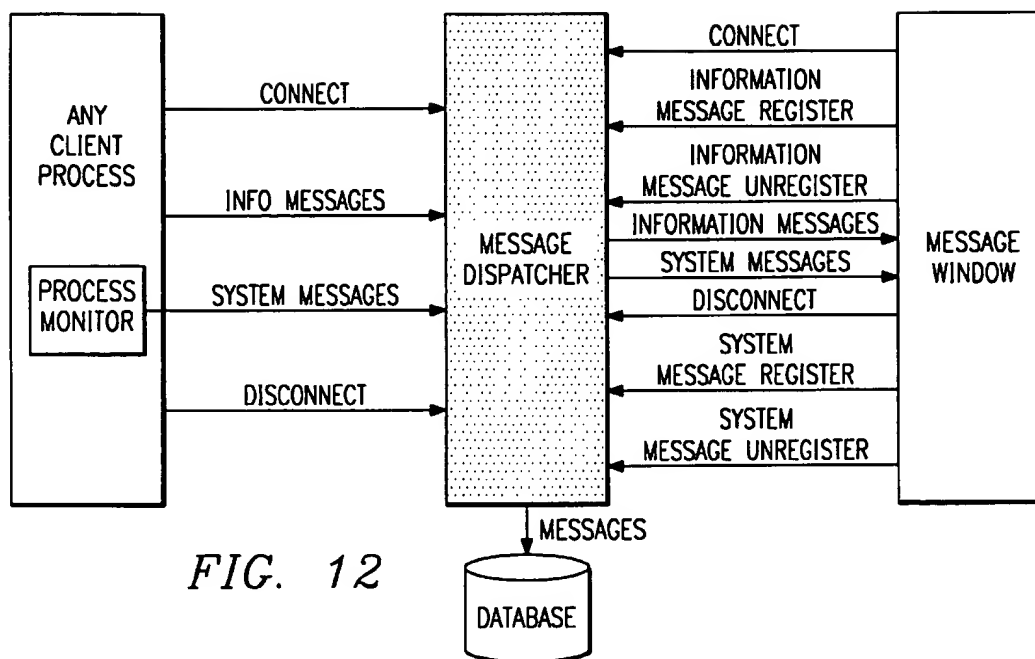 ANY
CLIENT
PROCESS
PROCESS
MONITOR
CONNECT
INFO MESSAGES
SYSTEM MESSAGES
DISCONNECT
MESSAGE
DISPATCHER
CONNECT
INFORMATION
MESSAGE REGISTER
INFORMATION
MESSAGE UNREGISTER
INFORMATION MESSAGES
SYSTEM MESSAGES
DISCONNECT
SYSTEM
MESSAGE REGISTER
SYSTEM
MESSAGE UNREGISTER
MESSAGE
WINDOW
MESSAGES
DATABASE
FIG. 12